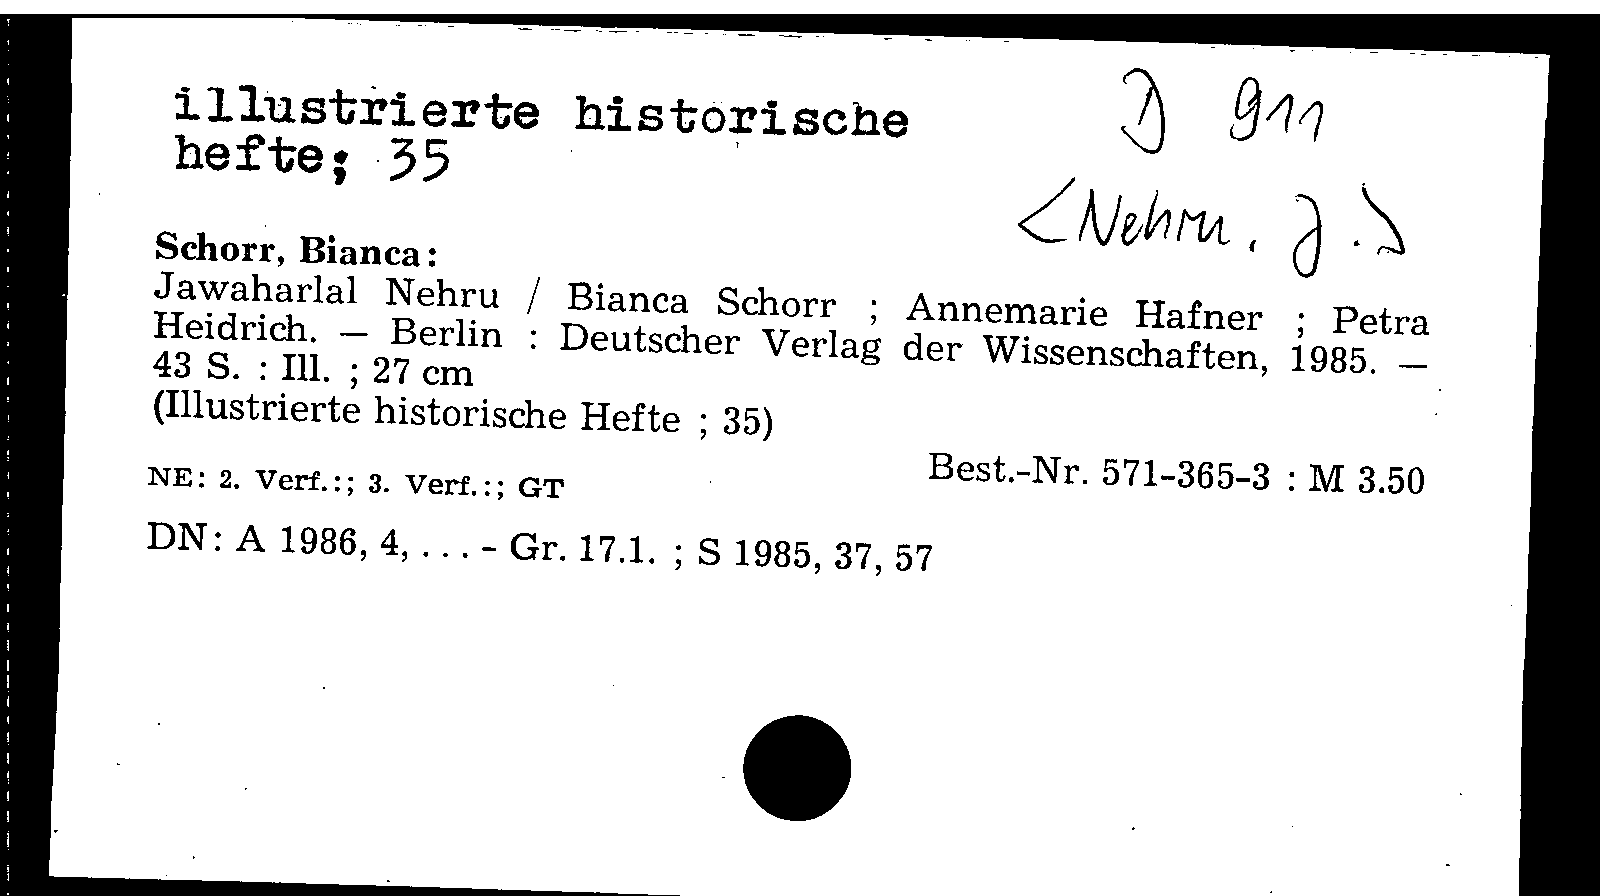 illustrierte historische
hefte; 35
D 911
<Nehru, J.>
Schorr, Bianca:
Jawaharlal Nehru / Bianca Schorr ; Annemarie Hafner ; Petra
Heidrich. — Berlin : Deutscher Verlag der Wissenschaften, 1985. —
43 S. : Ill. ; 27 cm
(Illustrierte historische Hefte ; 35)
Best.-Nr. 571-365-3 : M 3.50
NE: 2. Verf.:; 3. Verf.:; GT
DN: A 1986, 4, . . . - Gr. 17.1. ; S 1985, 37, 57